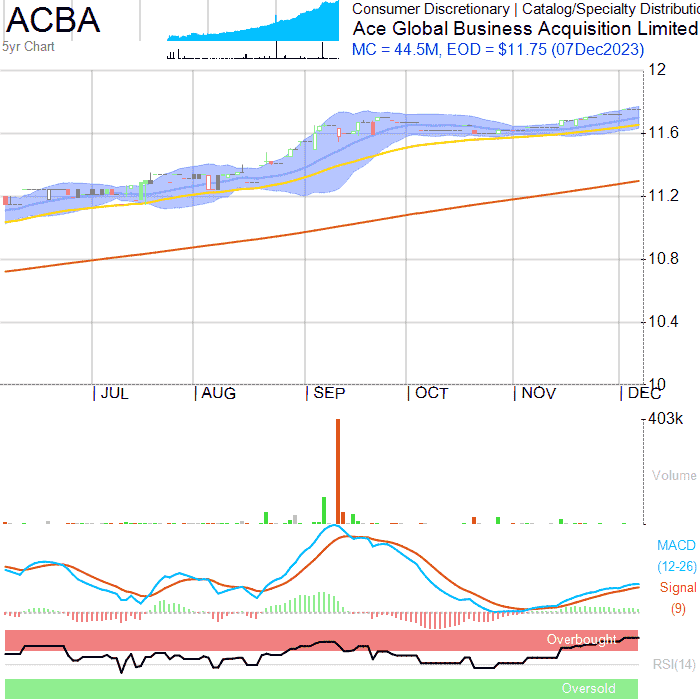 ACBA
5yr Chart
Consumer Discretionary | Catalog/Specialty Distributio
Ace Global Business Acquisition Limited
MC = 44.5M, EOD = $11.75 (07Dec2023)
12
11.6
11.2
10.8
10.4
10
JUL AUG SEP OCT NOV DEC
403k
Volume
MACD
(12-26)
Signal
(9)
Overbought
RSI(14)
Oversold